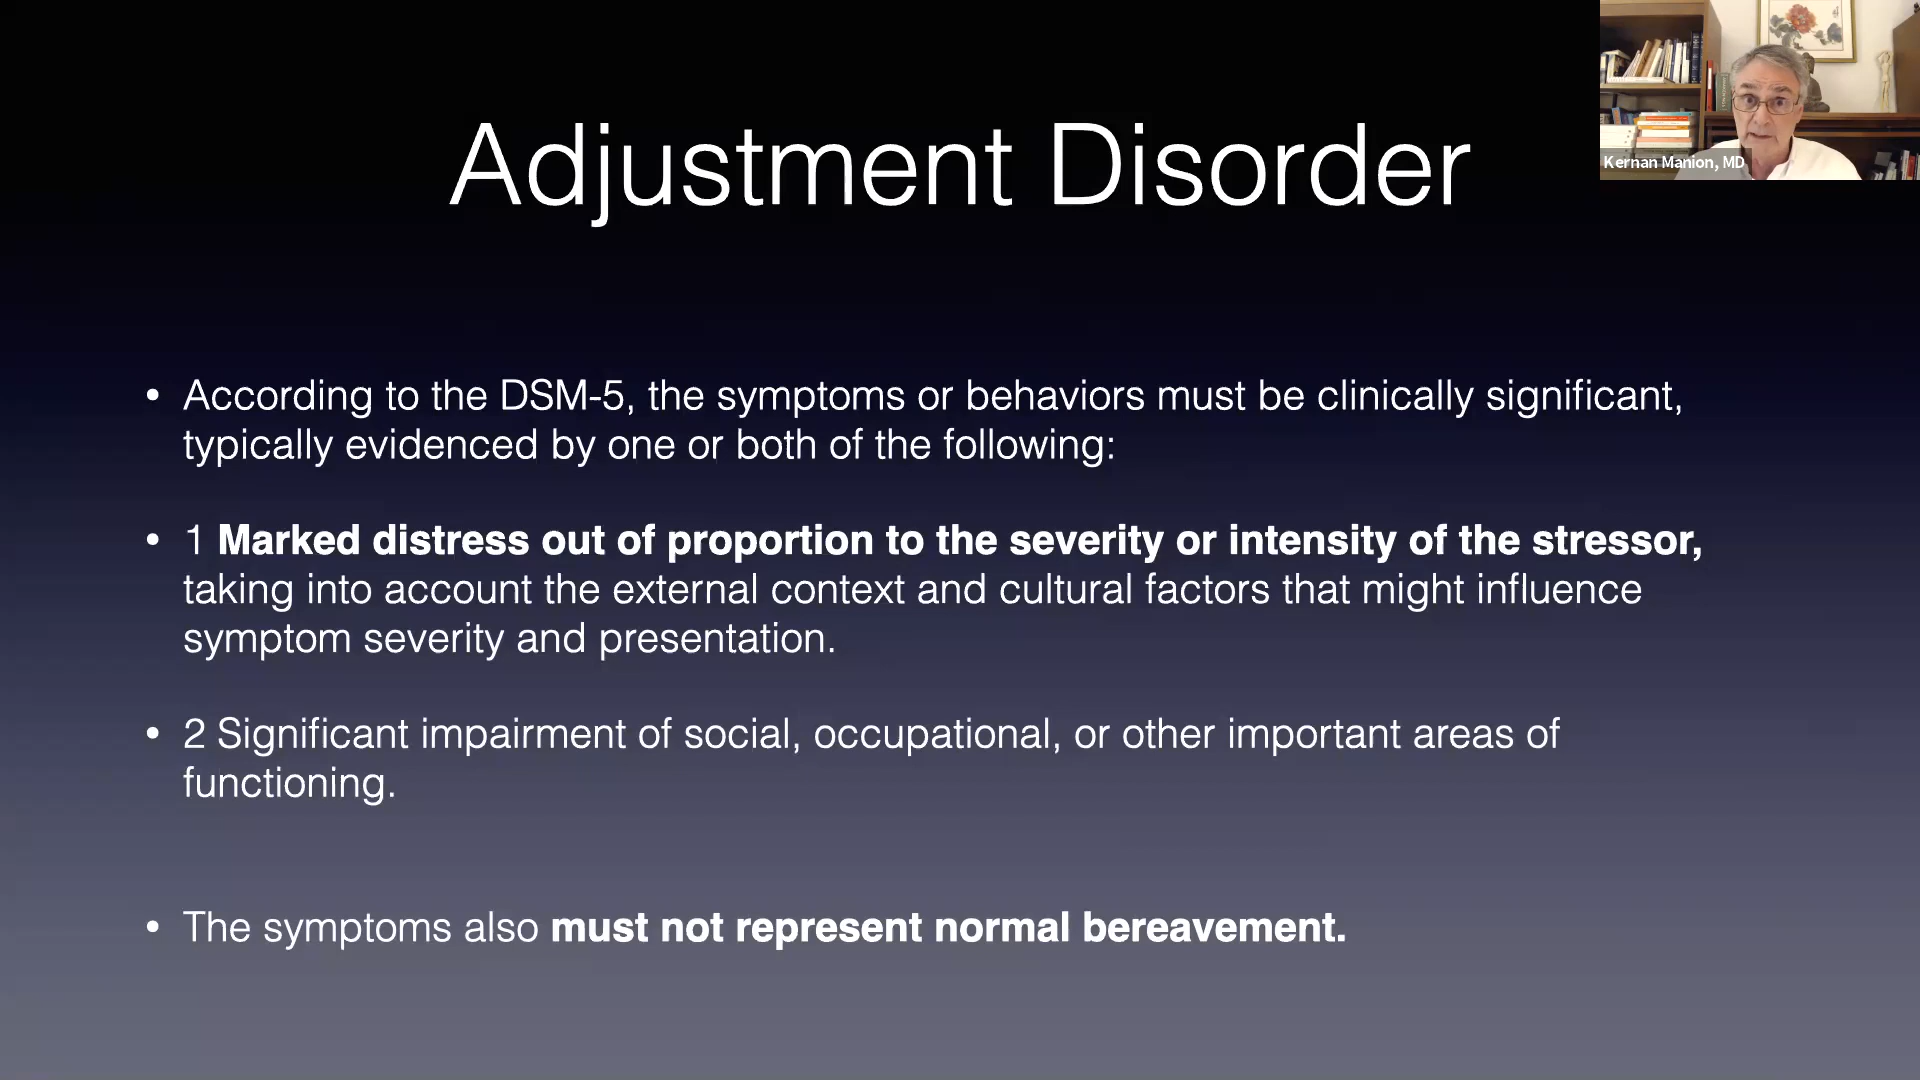 Adjustment Disorder
Kernan Manion, MD
• According to the DSM-5, the symptoms or behaviors must be clinically significant,
typically evidenced by one or both of the following:
• 1 Marked distress out of proportion to the severity or intensity of the stressor,
taking into account the external context and cultural factors that might influence
symptom severity and presentation.
• 2 Significant impairment of social, occupational, or other important areas of
functioning.
• The symptoms also must not represent normal bereavement.